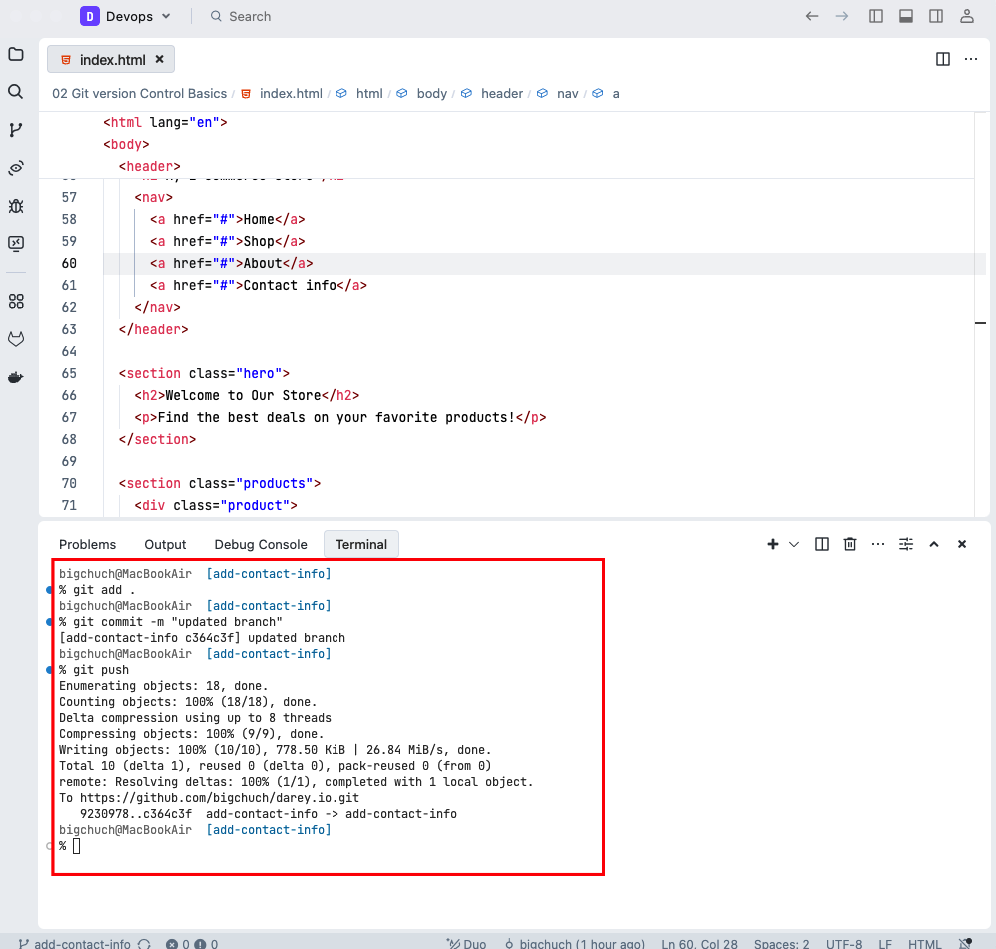 D Devops Search
index.html
02 Git version Control Basics / index.html / html / body / header / nav / a
<html lang="en">
<body>
<header>
57 <nav>
58 <a href="#">Home</a>
59 <a href="#">Shop</a>
60 <a href="#">About</a>
61 <a href="#">Contact info</a>
62 </nav>
63 </header>
64
65 <section class="hero">
66 <h2>Welcome to Our Store</h2>
67 <p>Find the best deals on your favorite products!</p>
68 </section>
69
70 <section class="products">
71 <div class="product">
Problems Output Debug Console Terminal
bigchuch@MacBookAir [add-contact-info]
% git add .
bigchuch@MacBookAir [add-contact-info]
% git commit -m "updated branch"
[add-contact-info c364c3f] updated branch
bigchuch@MacBookAir [add-contact-info]
% git push
Enumerating objects: 18, done.
Counting objects: 100% (18/18), done.
Delta compression using up to 8 threads
Compressing objects: 100% (9/9), done.
Writing objects: 100% (10/10), 778.50 KiB | 26.84 MiB/s, done.
Total 10 (delta 1), reused 0 (delta 0), pack-reused 0 (from 0)
remote: Resolving deltas: 100% (1/1), completed with 1 local object.
To https://github.com/bigchuch/darey.io.git
9230978..c364c3f add-contact-info -> add-contact-info
bigchuch@MacBookAir [add-contact-info]
%
add-contact-info 0 0 Duo bigchuch (1 hour ago) Ln 60, Col 28 Spaces: 2 UTF-8 LF HTML